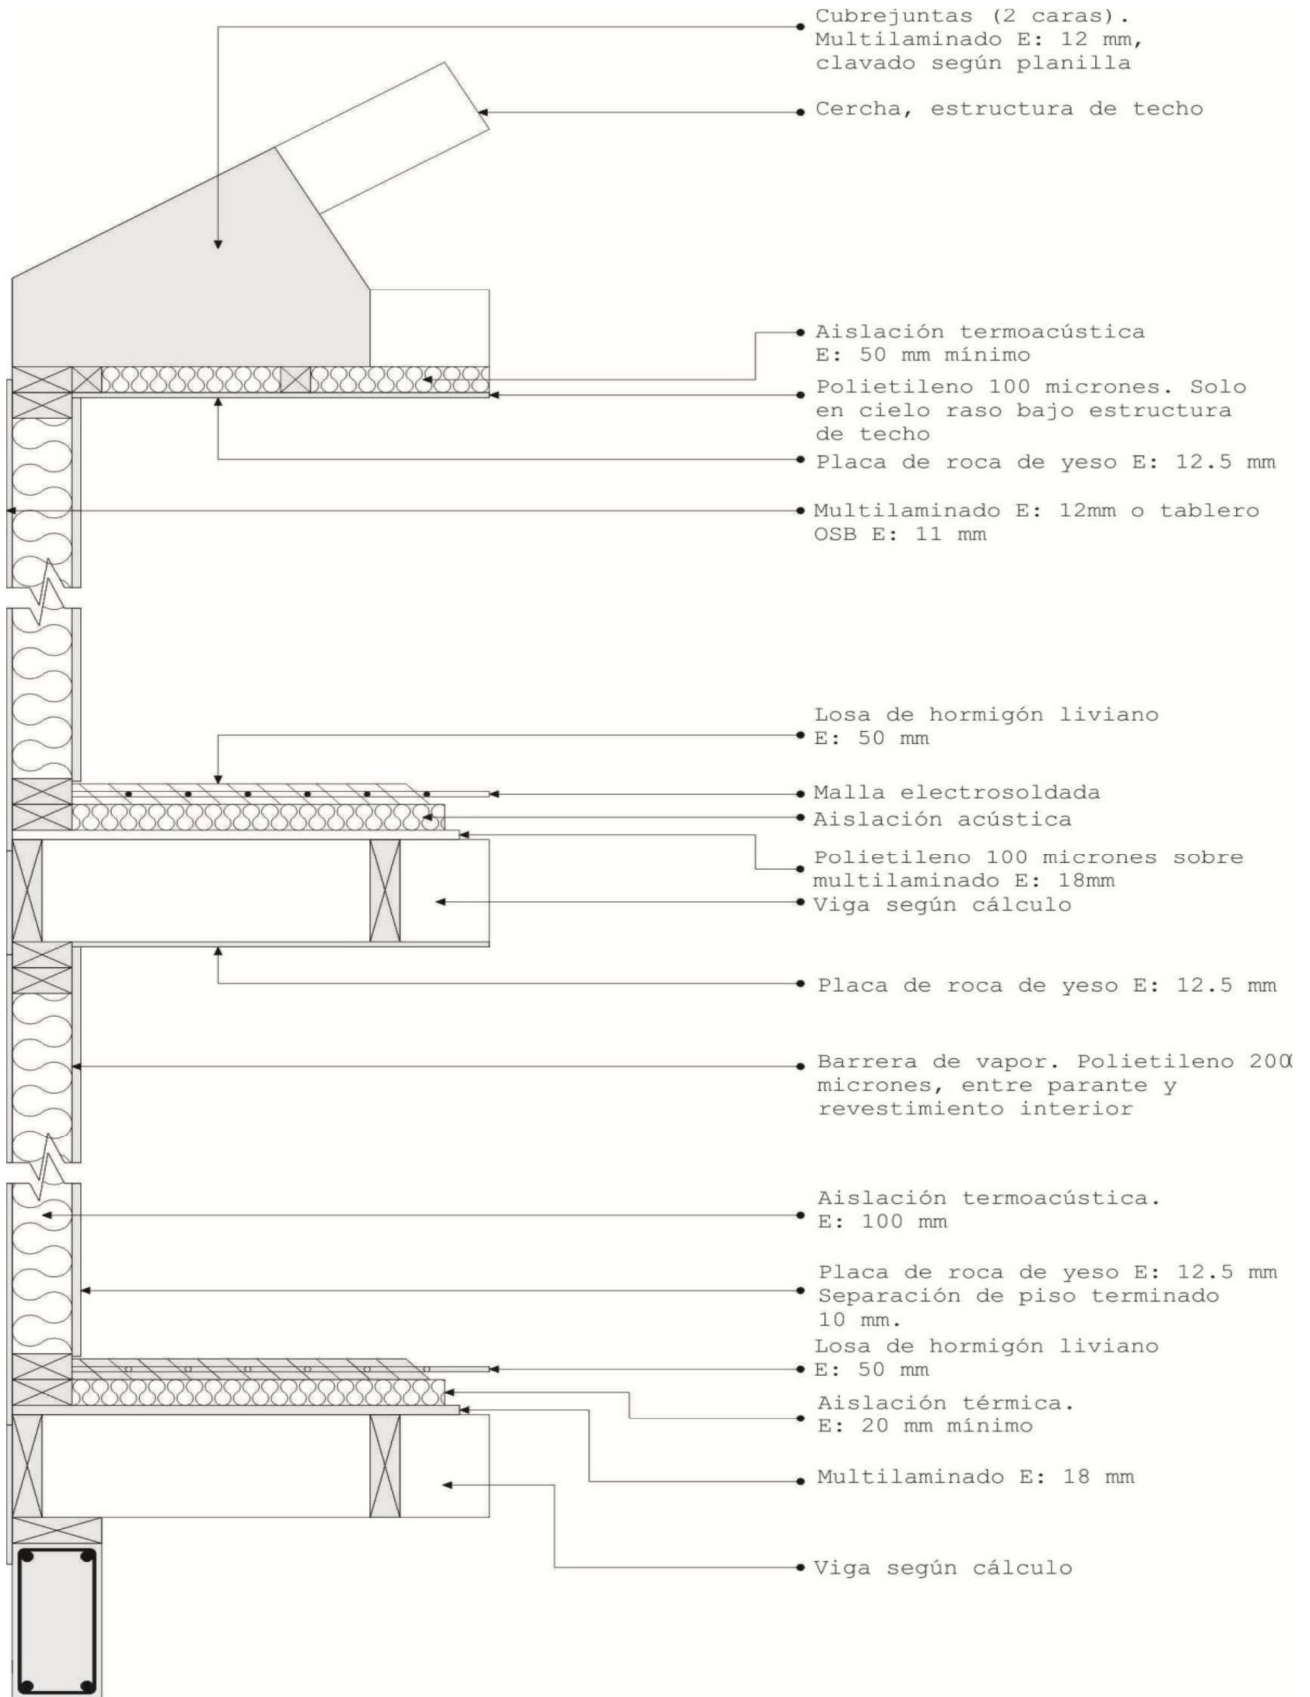 Cubrejuntas (2 caras).
Multilaminado E: 12 mm,
clavado según planilla
Cercha, estructura de techo
Aislación termoacústica
E: 50 mm mínimo
Polietileno 100 micrones. Solo
en cielo raso bajo estructura
de techo
Placa de roca de yeso E: 12.5 mm
Multilaminado E: 12mm o tablero
OSB E: 11 mm
Losa de hormigón liviano
E: 50 mm
Malla electrosoldada
Aislación acústica
Polietileno 100 micrones sobre
multilaminado E: 18mm
Viga según cálculo
Placa de roca de yeso E: 12.5 mm
Barrera de vapor. Polietileno 200
micrones, entre parante y
revestimiento interior
Aislación termoacústica.
E: 100 mm
Placa de roca de yeso E: 12.5 mm
Separación de piso terminado
10 mm.
Losa de hormigón liviano
E: 50 mm
Aislación térmica.
E: 20 mm mínimo
Multilaminado E: 18 mm
Viga según cálculo